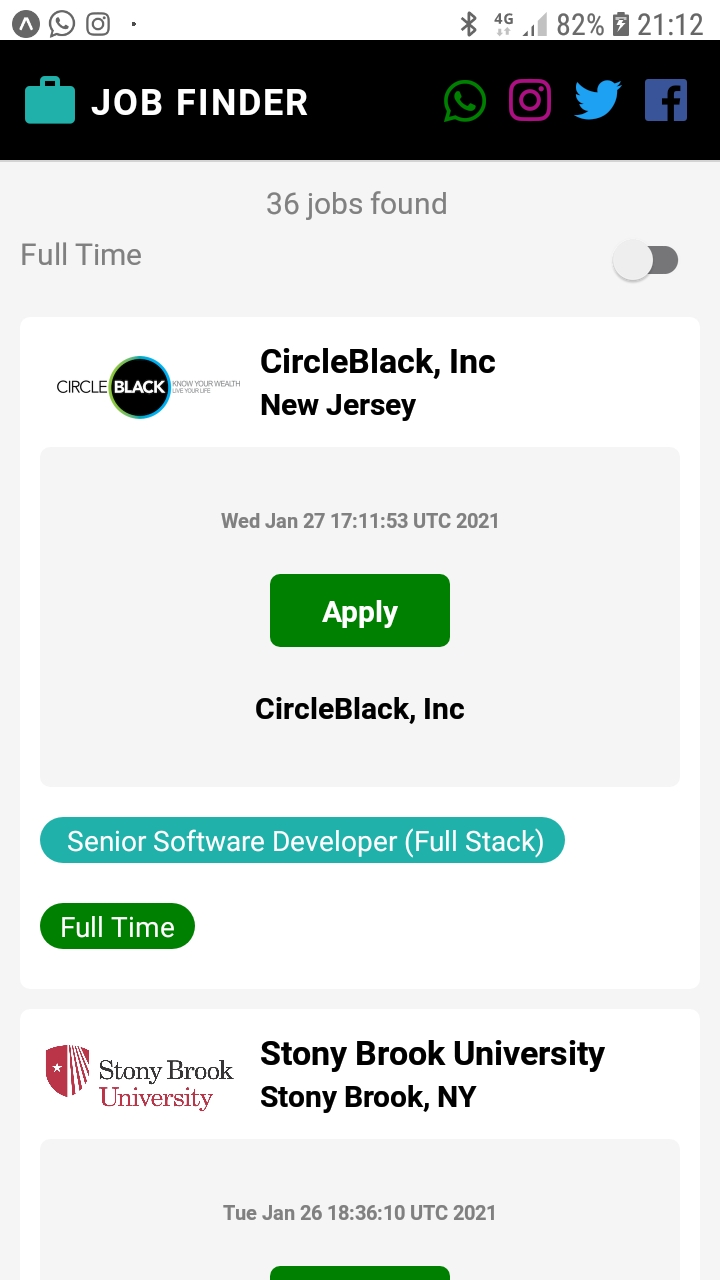 4G 82% 21:12
JOB FINDER
36 jobs found
Full Time
CIRCLE BLACK KNOW YOUR WEALTH
LIVE YOUR LIFE
CircleBlack, Inc
New Jersey
Wed Jan 27 17:11:53 UTC 2021
Apply
CircleBlack, Inc
Senior Software Developer (Full Stack)
Full Time
Stony Brook
University
Stony Brook University
Stony Brook, NY
Tue Jan 26 18:36:10 UTC 2021